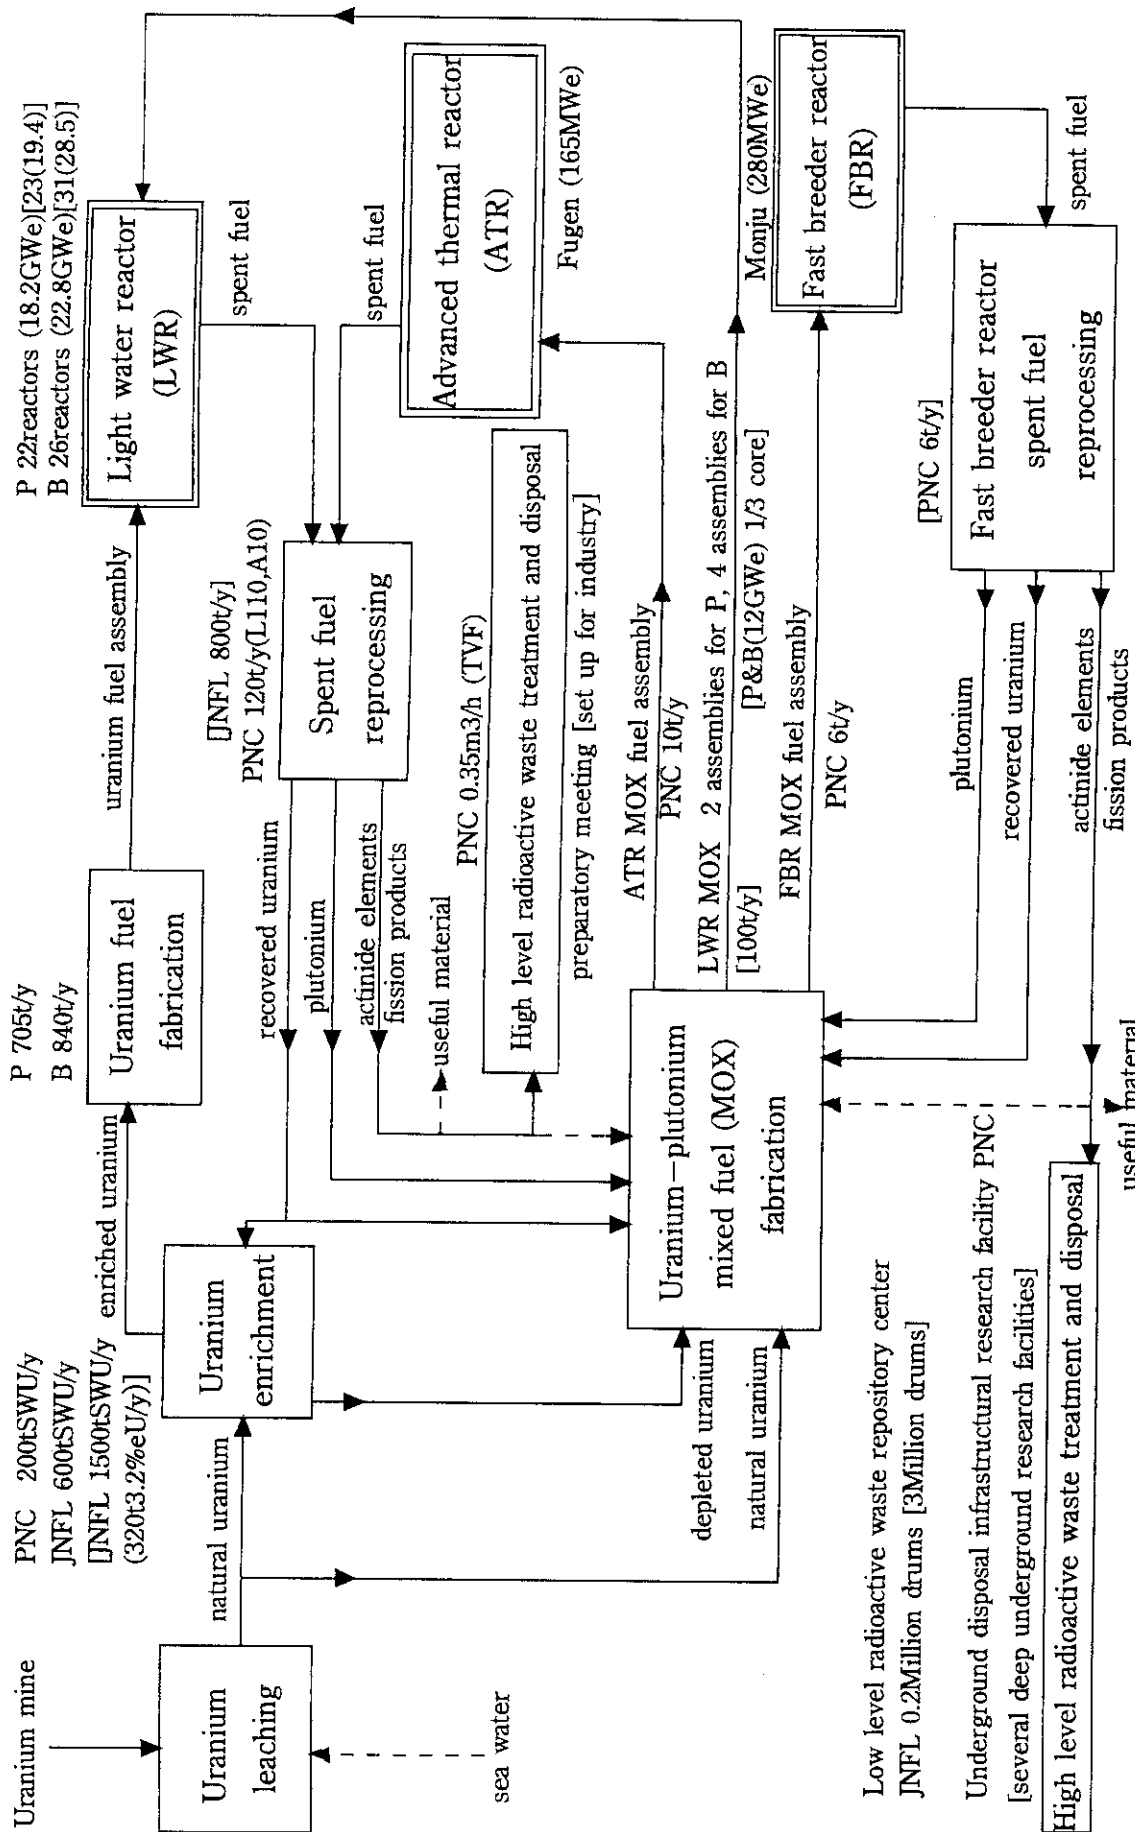 Uranium mine
Uranium
leaching
sea water
natural uranium
PNC 200tSWU/y
JNFL 600tSWU/y
[JNFL 1500tSWU/y
(320t3.2%eU/y)]
Uranium
enrichment
enriched uranium
P 705t/y
B 840t/y
Uranium fuel
fabrication
uranium fuel assembly
P 22reactors (18.2GWe)[23(19.4)]
B 26reactors (22.8GWe)[31(28.5)]
Light water reactor
(LWR)
spent fuel
[JNFL 800t/y]
PNC 120t/y(L110,A10)
Spent fuel
reprocessing
recovered uranium
plutonium
actinide elements
fission products
useful material
spent fuel
Advanced thermal reactor
(ATR)
Fugen (165MWe)
PNC 0.35m3/h (TVF)
High level radioactive waste treatment and disposal
preparatory meeting [set up for industry]
depleted uranium
natural uranium
Uranium-plutonium
mixed fuel (MOX)
fabrication
ATR MOX fuel assembly
PNC 10t/y
LWR MOX 2 assemblies for P, 4 assemblies for B
[100t/y]
[P&B(12GWe) 1/3 core]
FBR MOX fuel assembly
PNC 6t/y
Monju (280MWe)
Fast breeder reactor
(FBR)
spent fuel
[PNC 6t/y]
Fast breeder reactor
spent fuel
reprocessing
plutonium
recovered uranium
actinide elements
fission products
useful material
Low level radioactive waste repository center
JNFL 0.2Million drums [3Million drums]
Underground disposal infrastructural research facility PNC
[several deep underground research facilities]
High level radioactive waste treatment and disposal